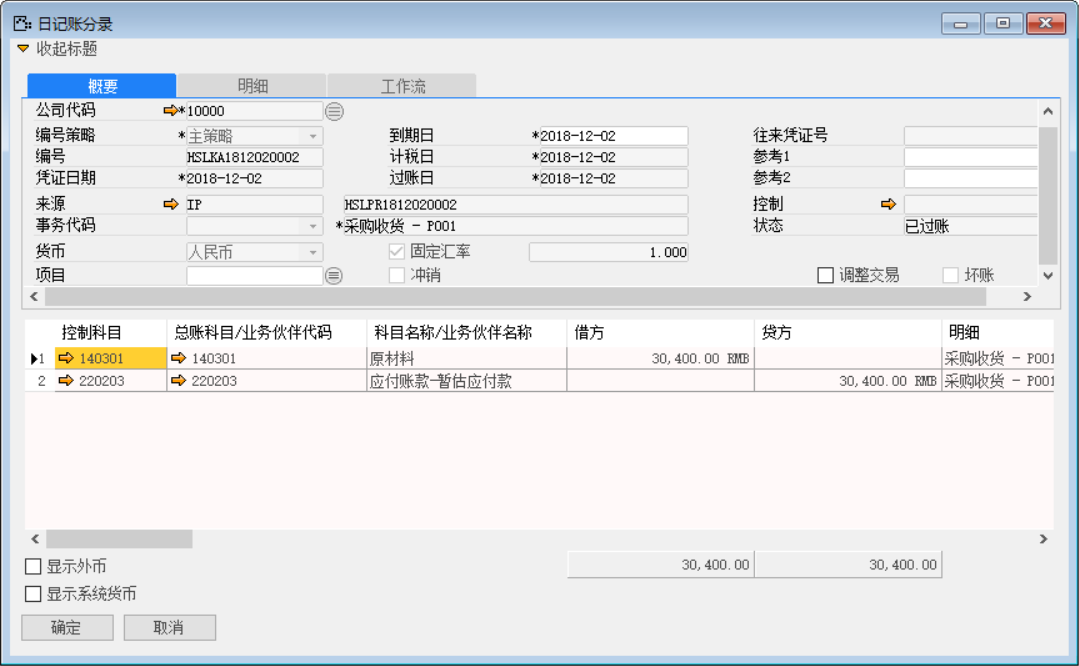 日记账分录
收起标题
概要 明细 工作流
公司代码 *10000
编号策略 *主策略 到期日 *2018-12-02 往来凭证号
编号 HSLKA1812020002 计税日 *2018-12-02 参考1
凭证日期 *2018-12-02 过账日 *2018-12-02 参考2
来源 IP HSLPR1812020002 控制
事务代码 *采购收货 - P001 状态 已过账
货币 人民币 固定汇率 1.000
项目 冲销 调整交易 坏账
控制科目 总账科目/业务伙伴代码 科目名称/业务伙伴名称 借方 贷方 明细
1 140301 140301 原材料 30,400.00 RMB 采购收货 - P001
2 220203 220203 应付账款-暂估应付款 30,400.00 RMB 采购收货 - P001
显示外币 30,400.00 30,400.00
显示系统货币
确定 取消